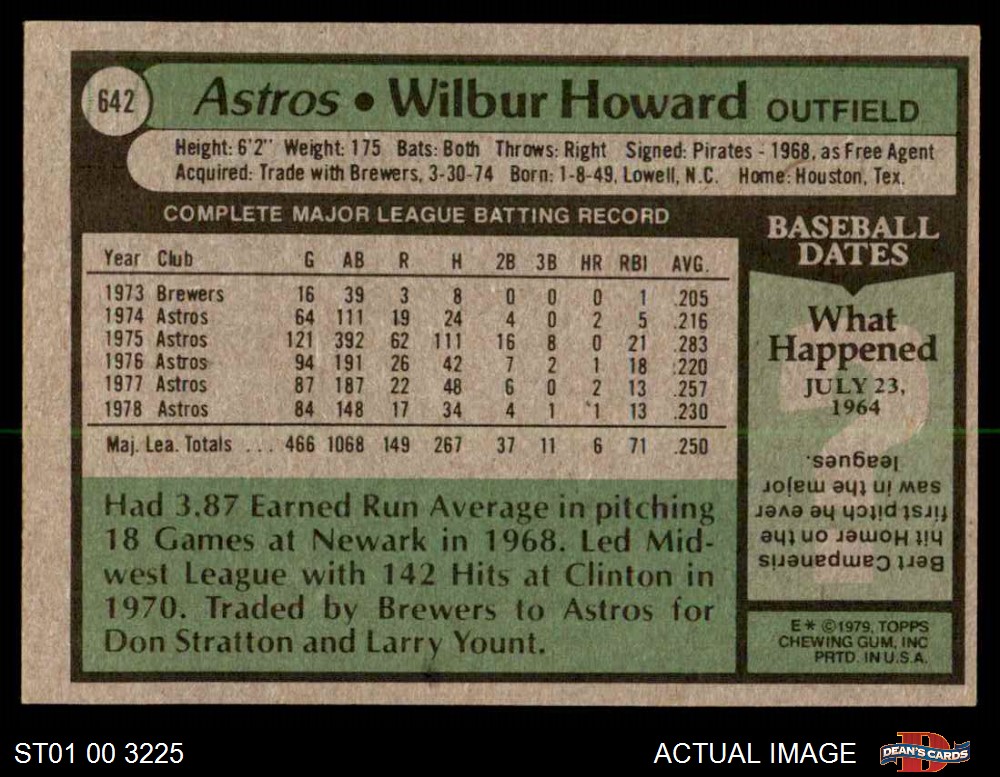 642
Astros • Wilbur Howard OUTFIELD
Height: 6'2" Weight: 175 Bats: Both Throws: Right Signed: Pirates - 1968, as Free Agent
Acquired: Trade with Brewers, 3-30-74 Born: 1-8-49, Lowell, N.C. Home: Houston, Tex.
COMPLETE MAJOR LEAGUE BATTING RECORD
Year Club G AB R H 2B 3B HR RBI AVG.
1973 Brewers 16 39 3 8 0 0 0 1 .205
1974 Astros 64 111 19 24 4 0 2 5 .216
1975 Astros 121 392 62 111 16 8 0 21 .283
1976 Astros 94 191 26 42 7 2 1 18 .220
1977 Astros 87 187 22 48 6 0 2 13 .257
1978 Astros 84 148 17 34 4 1 1 13 .230
Maj. Lea. Totals ... 466 1068 149 267 37 11 6 71 .250
Had 3.87 Earned Run Average in pitching
18 Games at Newark in 1968. Led Mid-
west League with 142 Hits at Clinton in
1970. Traded by Brewers to Astros for
Don Stratton and Larry Yount.
BASEBALL
DATES
What
Happened
JULY 23,
1964
?
Bert Campaneris
hit Homer on the
first pitch he ever
saw in the major
leagues.
E* ©1979, TOPPS
CHEWING GUM, INC
PRTD. IN U.S.A.
ST01 00 3225
ACTUAL IMAGE
D
DEAN'S CARDS